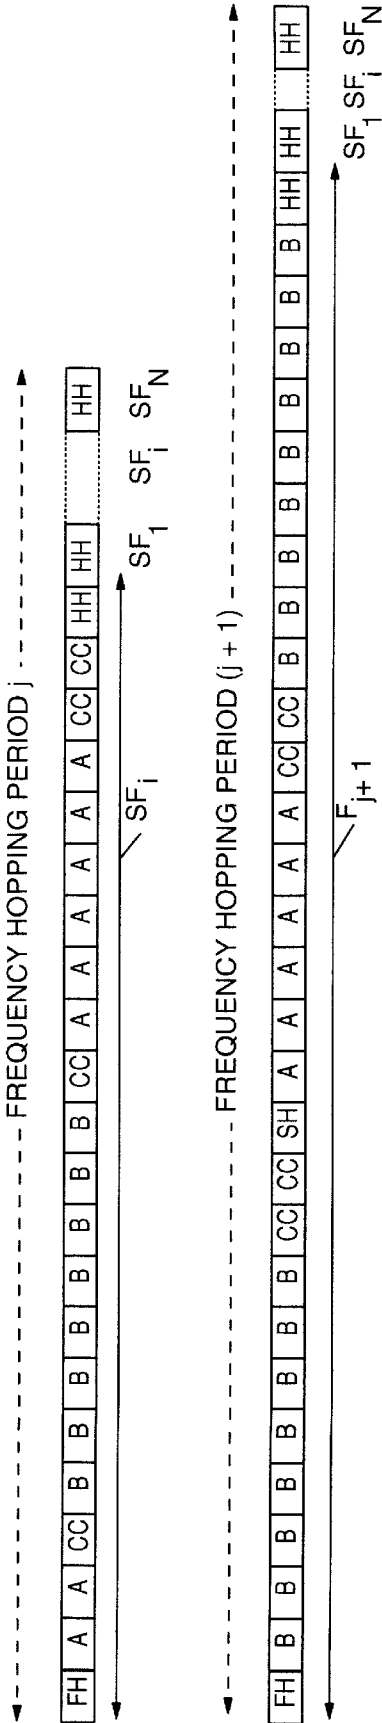 FREQUENCY HOPPING PERIOD j
FH A A CC B B B B B B B B CC A A A A A CC CC HH HH HH
SF1 SFi SFN
SFi
FREQUENCY HOPPING PERIOD (j + 1)
FH B B B B B B B B CC CC SH A A A A A A CC CC B B B B B B B B B HH HH HH
SF1 SFi SFN
Fj+1